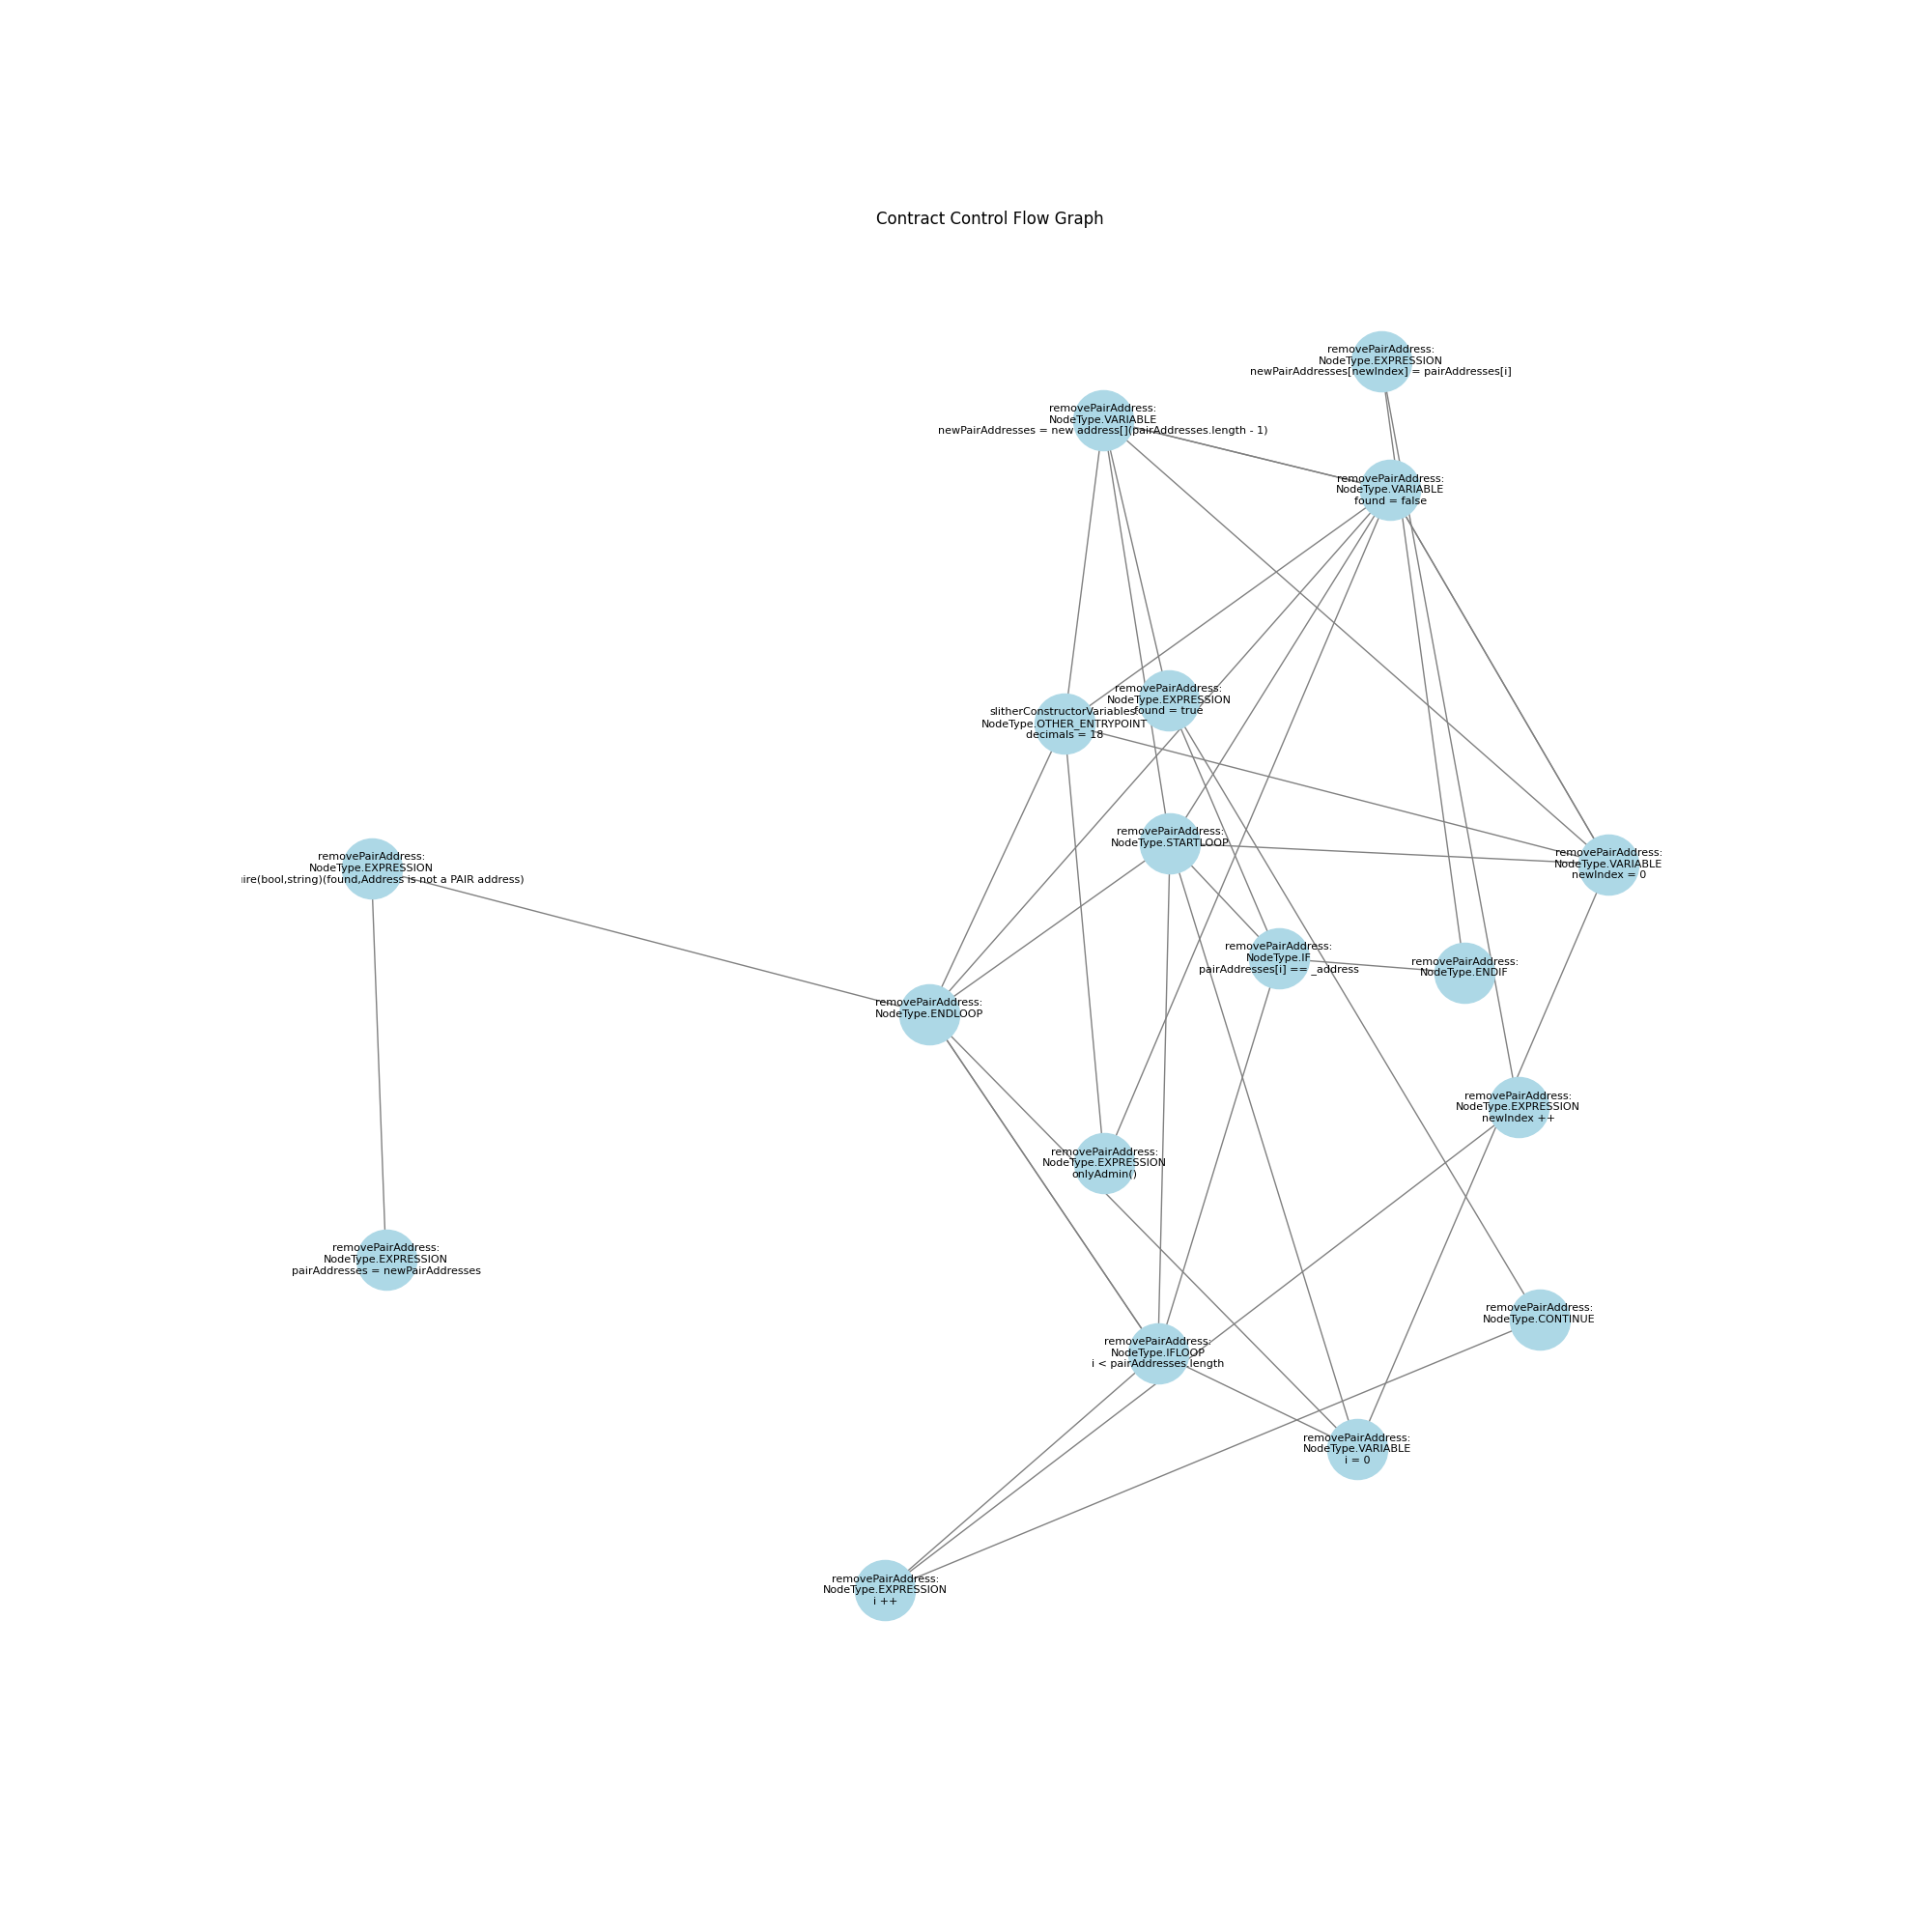 Contract Control Flow Graph
removePairAddress:
NodeType.EXPRESSION
newPairAddresses[newIndex] = pairAddresses[i]
removePairAddress:
NodeType.VARIABLE
newPairAddresses = new address[](pairAddresses.length - 1)
removePairAddress:
NodeType.VARIABLE
found = false
removePairAddress:
NodeType.EXPRESSION
found = true
slitherConstructorVariables:
NodeType.OTHER_ENTRYPOINT
decimals = 18
removePairAddress:
NodeType.STARTLOOP
removePairAddress:
NodeType.EXPRESSION
ire(bool,string)(found,Address is not a PAIR address)
removePairAddress:
NodeType.VARIABLE
newIndex = 0
removePairAddress:
NodeType.IF
pairAddresses[i] == _address
removePairAddress:
NodeType.ENDIF
removePairAddress:
NodeType.ENDLOOP
removePairAddress:
NodeType.EXPRESSION
newIndex ++
removePairAddress:
NodeType.EXPRESSION
onlyAdmin()
removePairAddress:
NodeType.EXPRESSION
pairAddresses = newPairAddresses
removePairAddress:
NodeType.CONTINUE
removePairAddress:
NodeType.IFLOOP
i < pairAddresses.length
removePairAddress:
NodeType.VARIABLE
i = 0
removePairAddress:
NodeType.EXPRESSION
i ++